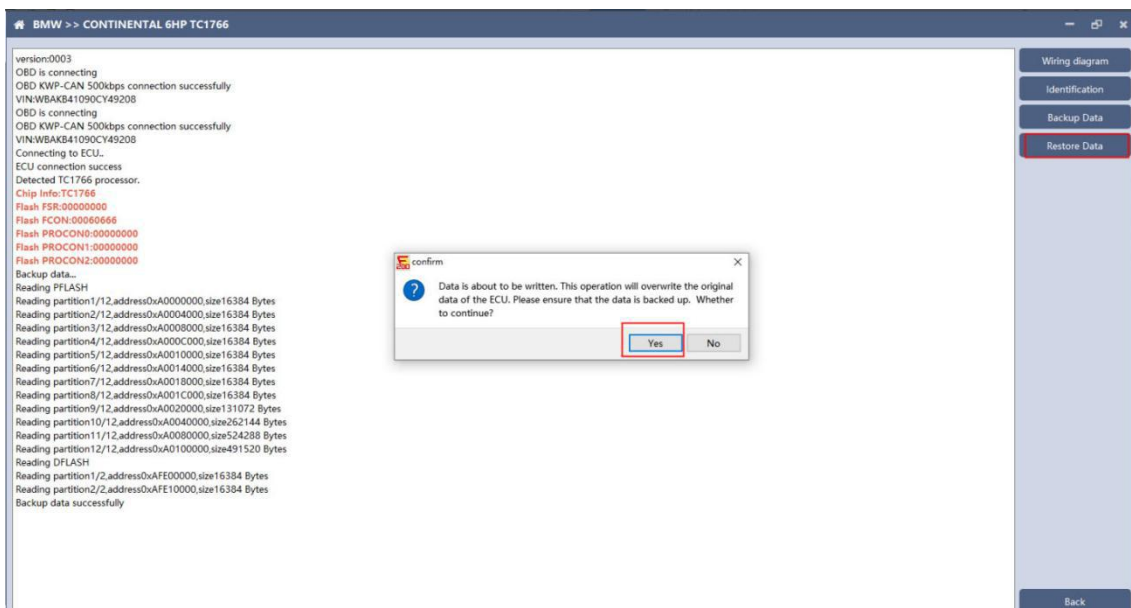 BMW >> CONTINENTAL 6HP TC1766
version:0003
OBD is connecting
OBD KWP-CAN 500kbps connection successfully
VIN:WBAKB41090CY49208
OBD is connecting
OBD KWP-CAN 500kbps connection successfully
VIN:WBAKB41090CY49208
Connecting to ECU..
ECU connection success
Detected TC1766 processor.
Chip Info:TC1766
Flash FSR:00000000
Flash FCON:00060666
Flash PROCON0:00000000
Flash PROCON1:00000000
Flash PROCON2:00000000
Backup data...
Reading PFLASH
Reading partition1/12,address0xA0000000,size16384 Bytes
Reading partition2/12,address0xA0004000,size16384 Bytes
Reading partition3/12,address0xA0008000,size16384 Bytes
Reading partition4/12,address0xA000C000,size16384 Bytes
Reading partition5/12,address0xA0010000,size16384 Bytes
Reading partition6/12,address0xA0014000,size16384 Bytes
Reading partition7/12,address0xA0018000,size16384 Bytes
Reading partition8/12,address0xA001C000,size16384 Bytes
Reading partition9/12,address0xA0020000,size131072 Bytes
Reading partition10/12,address0xA0040000,size262144 Bytes
Reading partition11/12,address0xA0080000,size524288 Bytes
Reading partition12/12,address0xA0100000,size491520 Bytes
Reading DFLASH
Reading partition1/2,address0xAFE00000,size16384 Bytes
Reading partition2/2,address0xAFE10000,size16384 Bytes
Backup data successfully
confirm
Data is about to be written. This operation will overwrite the original
data of the ECU. Please ensure that the data is backed up. Whether
to continue?
Yes
No
Wiring diagram
Identification
Backup Data
Restore Data
Back